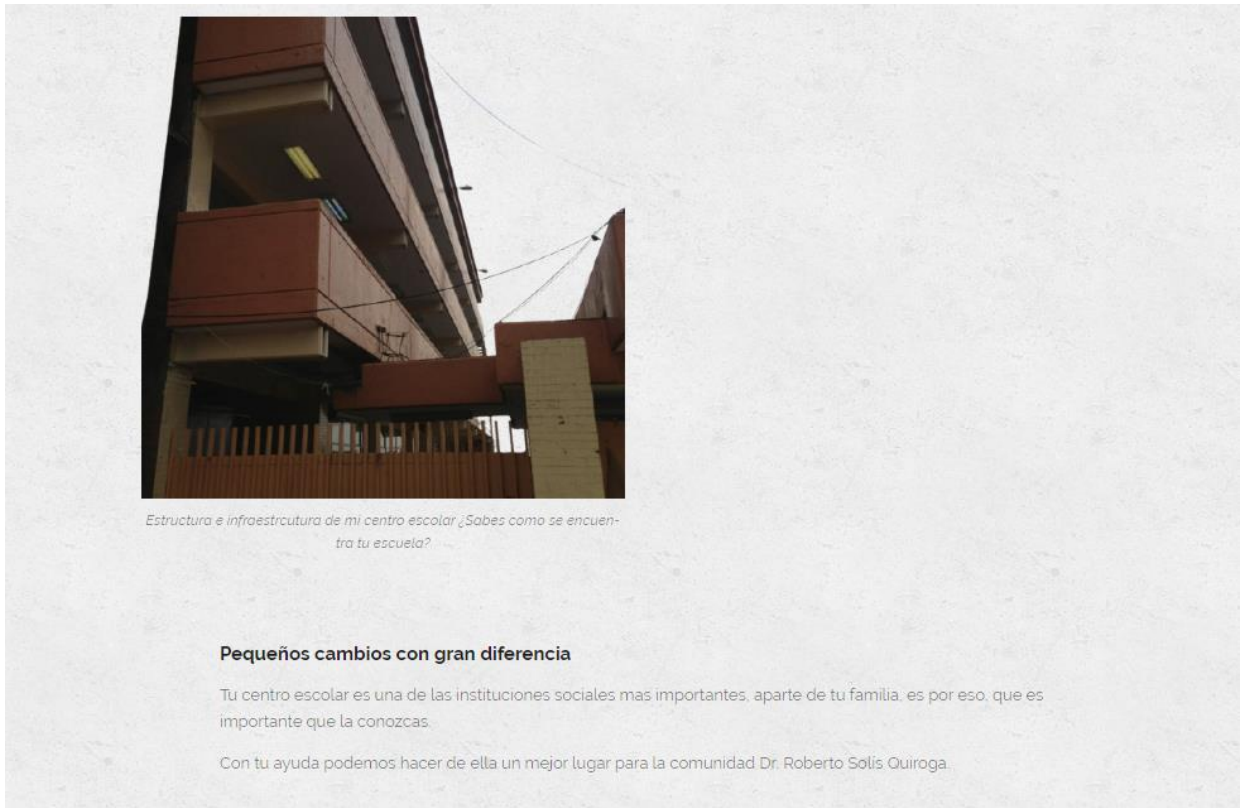 Estructura e infraestrcutura de mi centro escolar ¿Sabes como se encuen-
tra tu escuela?
Pequeños cambios con gran diferencia
Tu centro escolar es una de las instituciones sociales mas importantes, aparte de tu familia, es por eso, que es
importante que la conozcas.
Con tu ayuda podemos hacer de ella un mejor lugar para la comunidad Dr. Roberto Solís Quiroga.